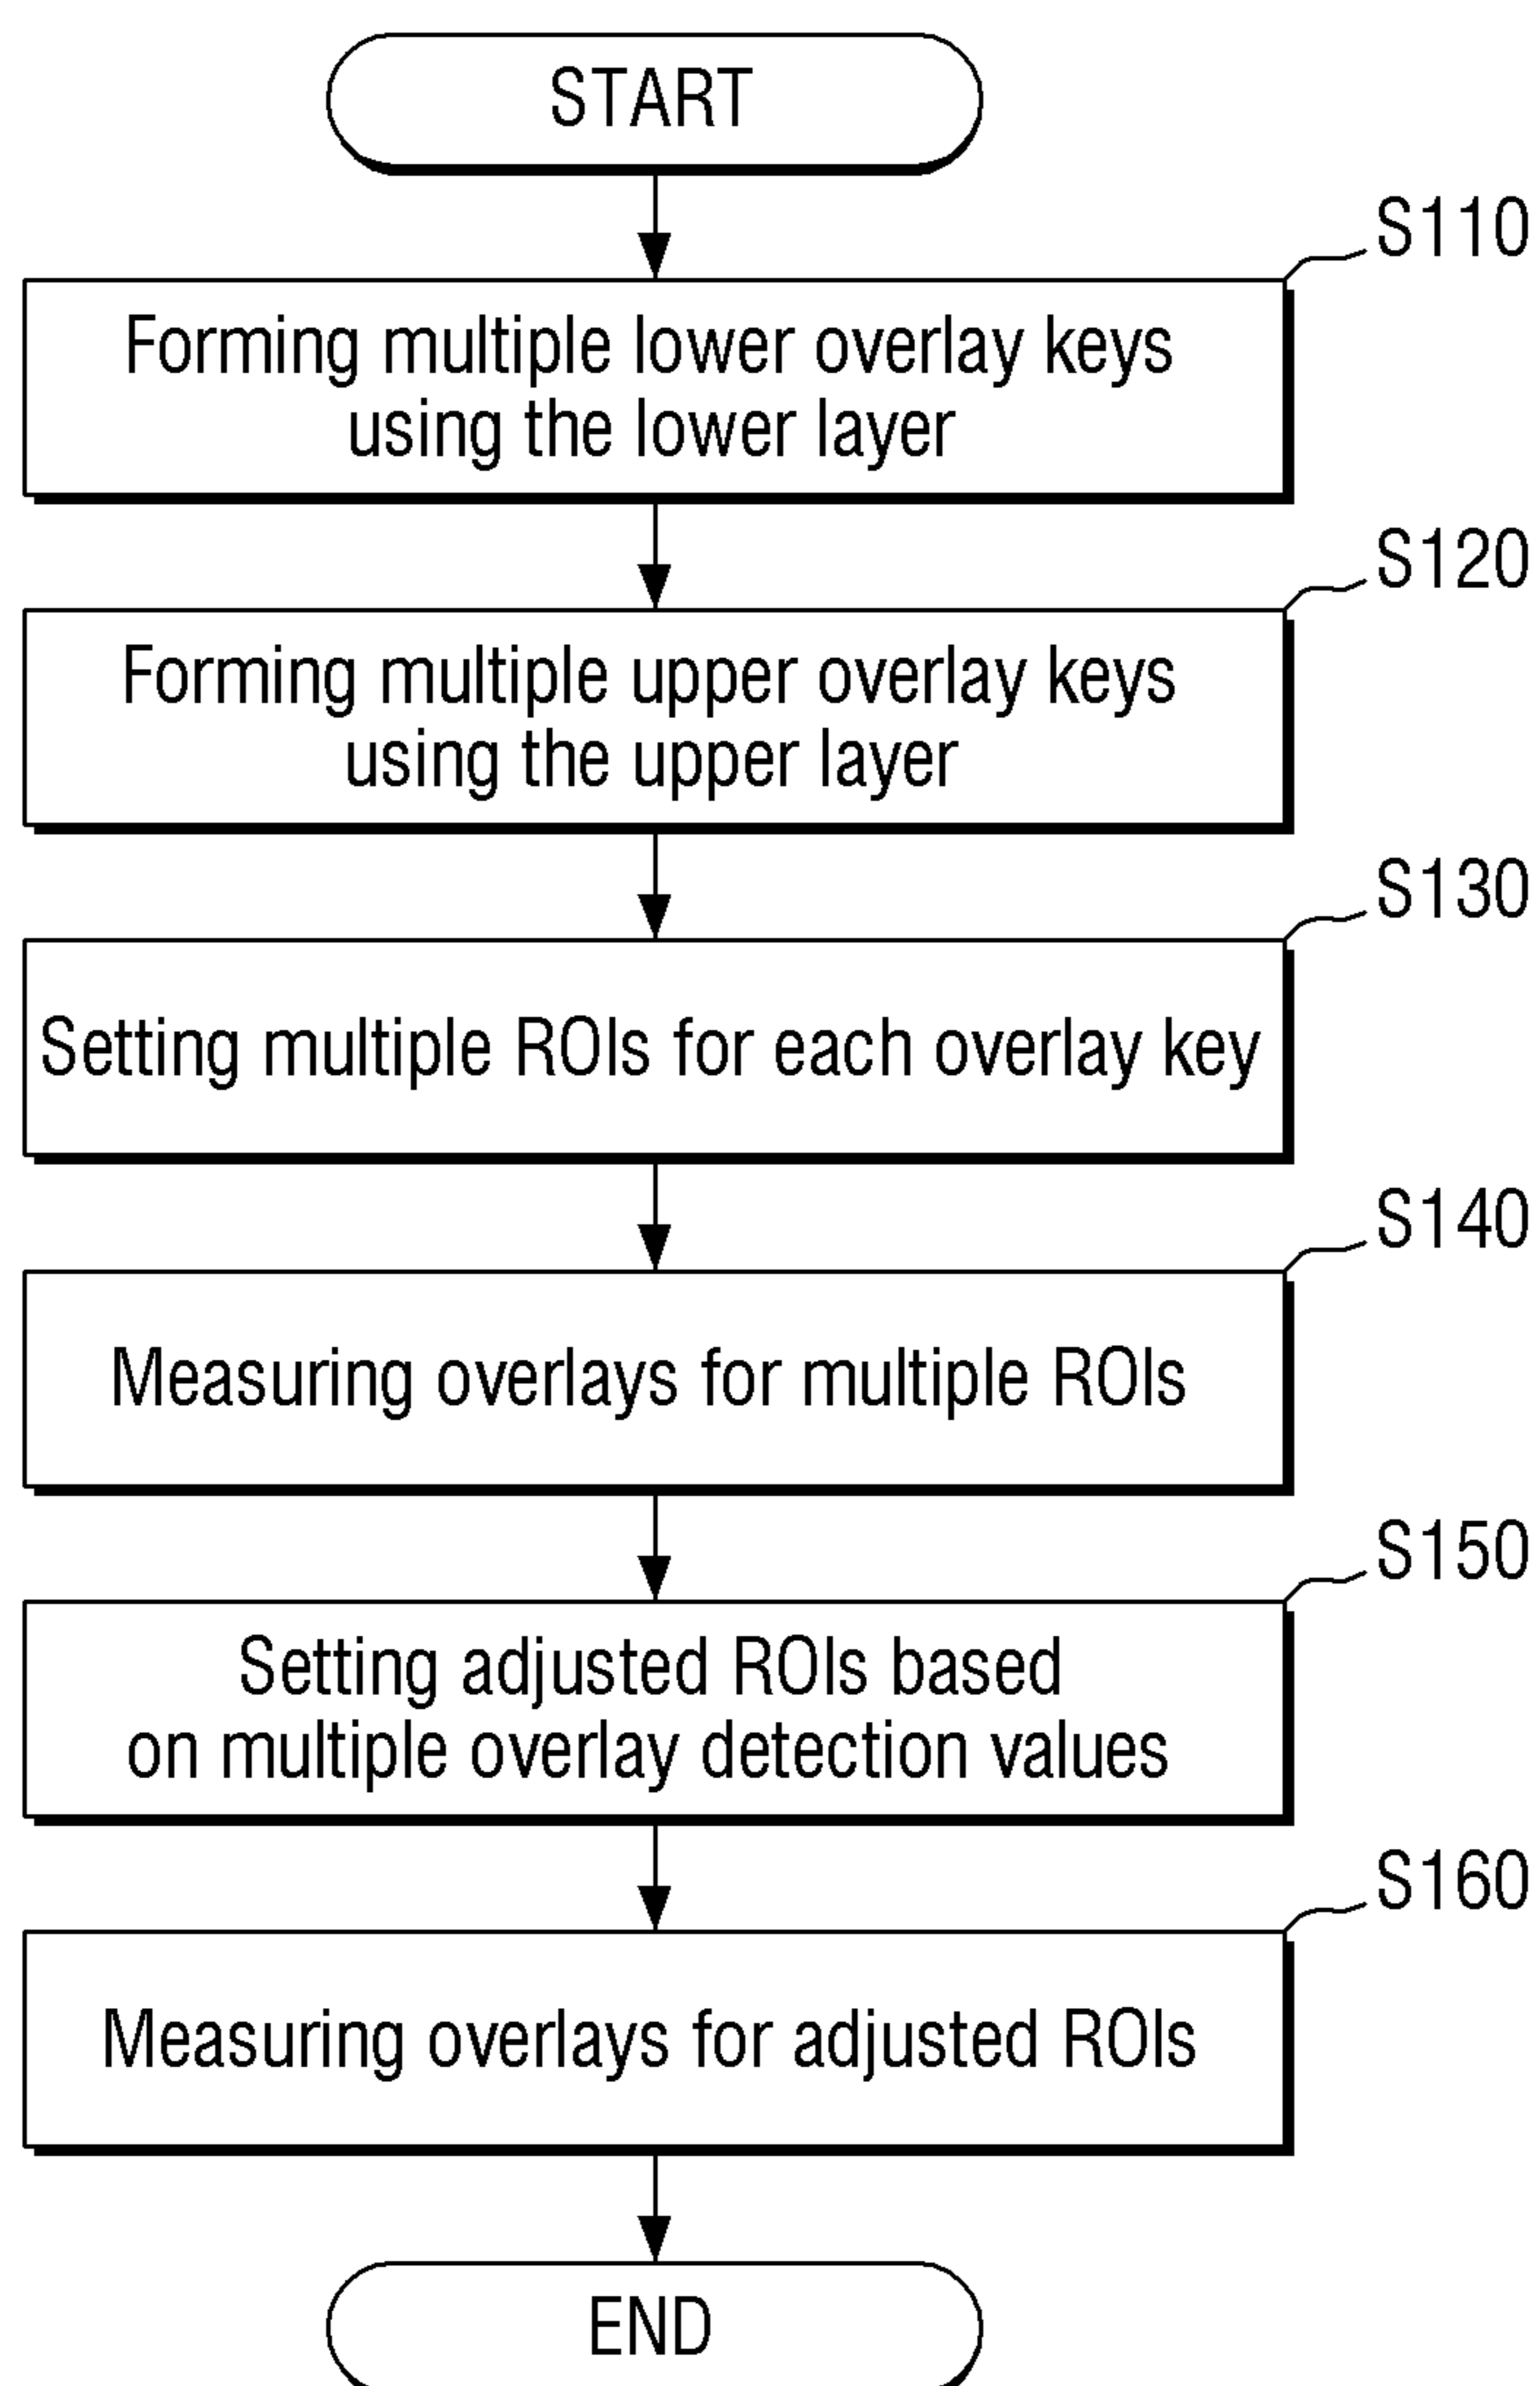 START
S110
Forming multiple lower overlay keys
using the lower layer
S120
Forming multiple upper overlay keys
using the upper layer
S130
Setting multiple ROIs for each overlay key
S140
Measuring overlays for multiple ROIs
S150
Setting adjusted ROIs based
on multiple overlay detection values
S160
Measuring overlays for adjusted ROIs
END